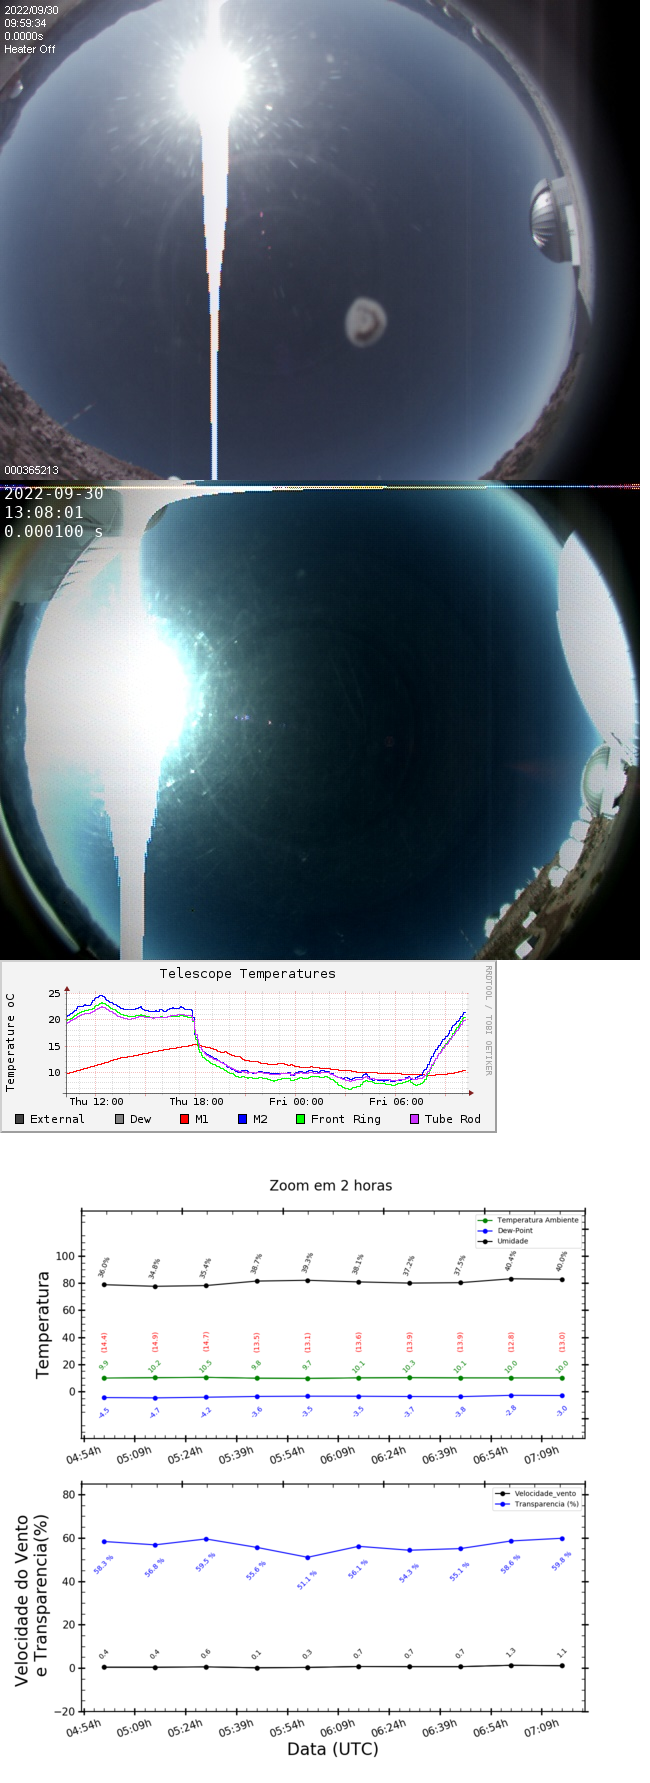 2022/09/30
09:59:34
0.0000s
Heater Off
000365213
2022-09-30
13:08:01
0.000100 s
Telescope Temperatures
RRDTOOL / TOBI OETIKER
Temperature oC
25
20
15
10
Thu 12:00 Thu 18:00 Fri 00:00 Fri 06:00
External Dew M1 M2 Front Ring Tube Rod
Zoom em 2 horas
Temperatura Ambiente
Dew-Point
Umidade
Temperatura
100
80
60
40
20
0
36.0% 34.8% 35.4% 38.7% 39.3% 38.1% 37.2% 37.5% 40.4% 40.0%
(14.4) (14.9) (14.7) (13.5) (13.1) (13.6) (13.9) (13.9) (12.8) (13.0)
9.9 10.2 10.5 9.8 9.7 10.1 10.3 10.1 10.0 10.0
-4.5 -4.7 -4.2 -3.6 -3.5 -3.5 -3.7 -3.8 -2.8 -3.0
04:54h 05:09h 05:24h 05:39h 05:54h 06:09h 06:24h 06:39h 06:54h 07:09h
Velocidade_vento
Transparencia (%)
Velocidade do Vento
e Transparencia(%)
80
60
40
20
0
−20
58.3 % 56.8 % 59.5 % 55.6 % 51.1 % 56.1 % 54.3 % 55.1 % 58.6 % 59.8 %
0.4 0.4 0.6 0.1 0.3 0.7 0.7 0.7 1.3 1.1
04:54h 05:09h 05:24h 05:39h 05:54h 06:09h 06:24h 06:39h 06:54h 07:09h
Data (UTC)